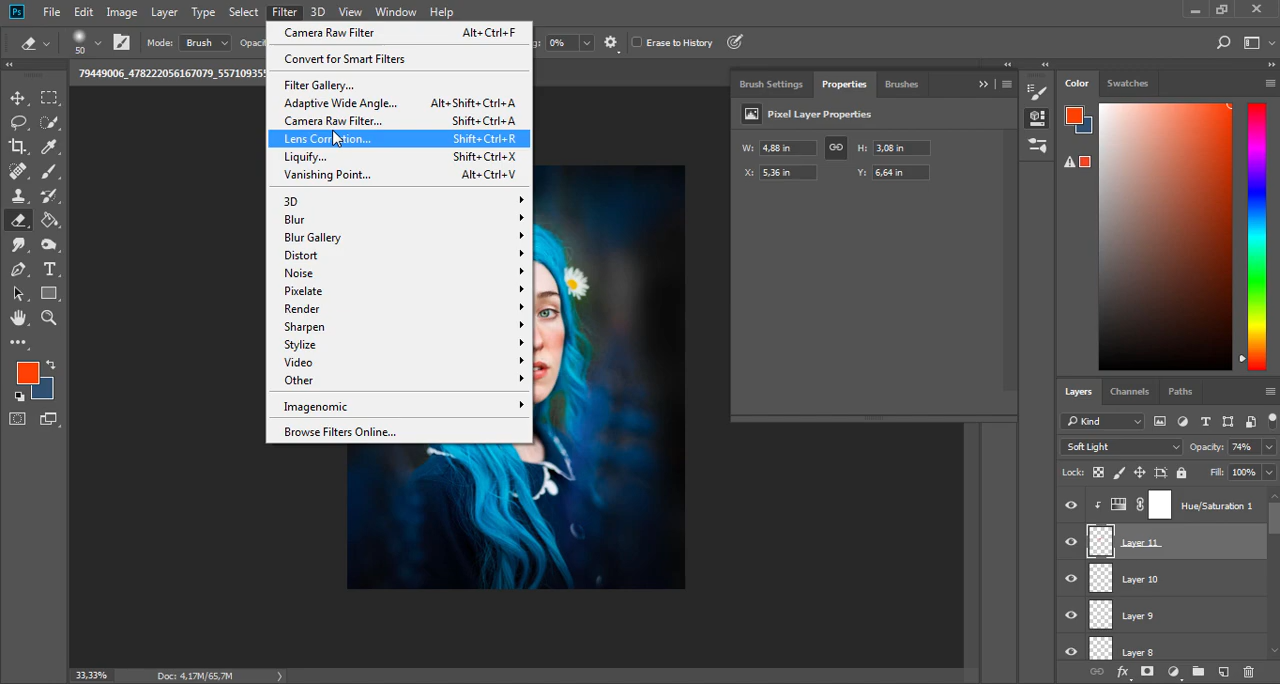 Ps File Edit Image Layer Type Select Filter 3D View Window Help
50 Mode: Brush 0% Erase to History
79449006_478222056167079_557109355
Camera Raw Filter Alt+Ctrl+F
Convert for Smart Filters
Filter Gallery...
Adaptive Wide Angle... Alt+Shift+Ctrl+A
Camera Raw Filter... Shift+Ctrl+A
Lens Correction... Shift+Ctrl+R
Liquify... Shift+Ctrl+X
Vanishing Point... Alt+Ctrl+V
3D
Blur
Blur Gallery
Distort
Noise
Pixelate
Render
Sharpen
Stylize
Video
Other
Imagenomic
Browse Filters Online...
Brush Settings Properties Brushes
Pixel Layer Properties
W: 4,88 in H: 3,08 in
X: 5,36 in Y: 6,64 in
Color Swatches
Layers Channels Paths
Kind
Soft Light Opacity: 74%
Lock: Fill: 100%
Hue/Saturation 1
Layer 11
Layer 10
Layer 9
Layer 8
33,33% Doc: 4,17M/65,7M